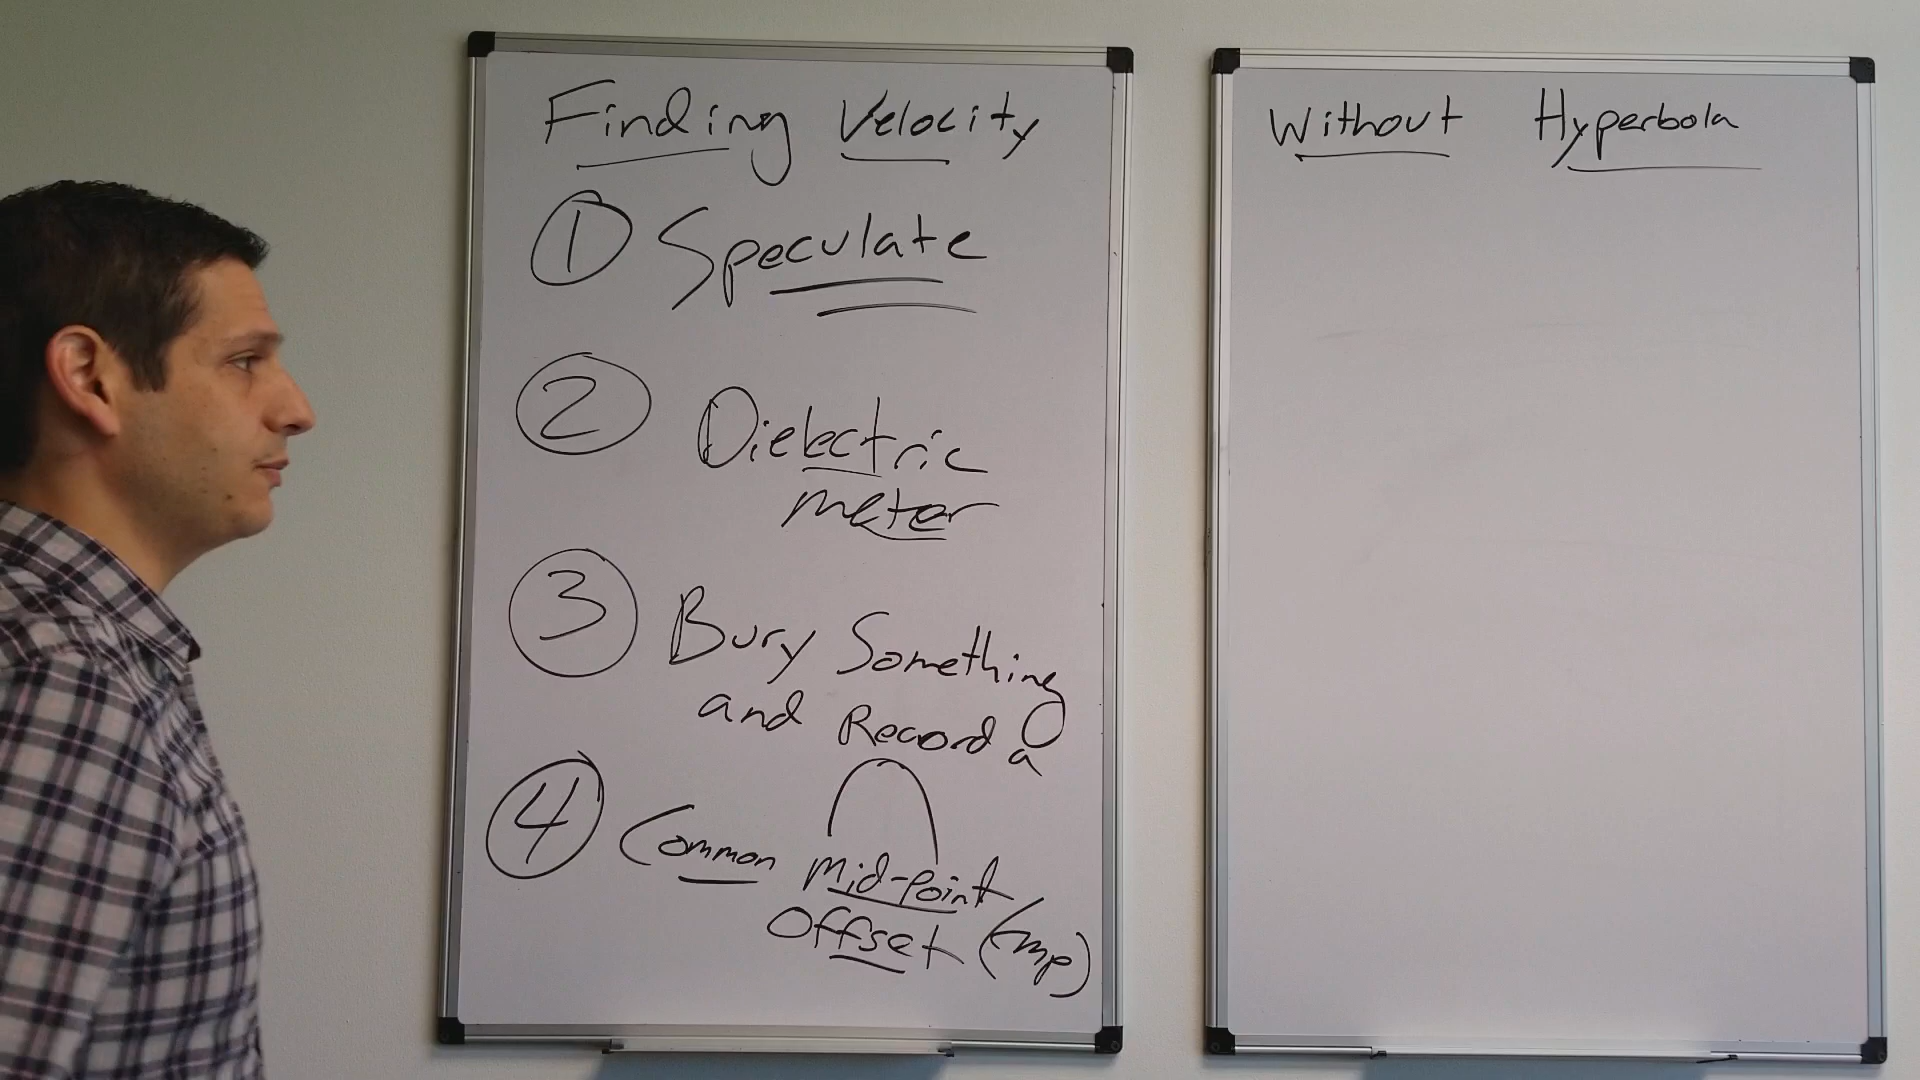 Finding Velocity
Without Hyperbola
1 Speculate
2 Dielectric
meter
3 Bury Something
and Record a
4 Common Mid-point
Offset (cmp)